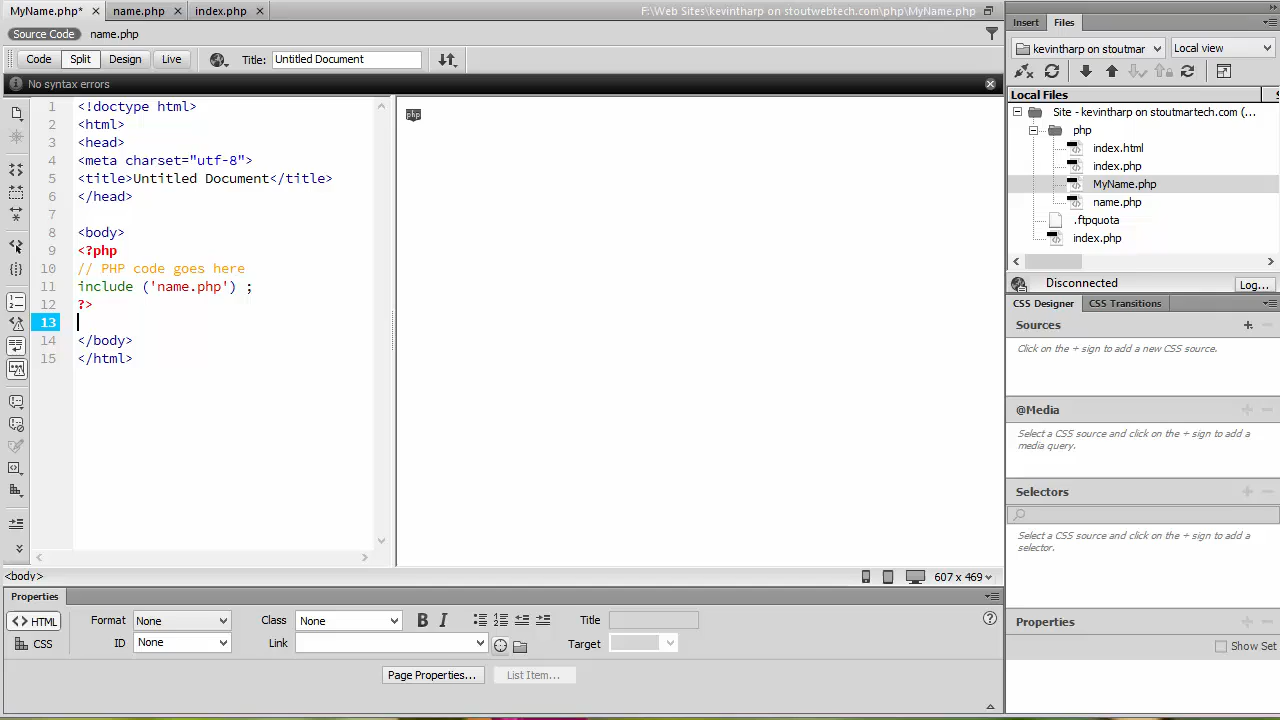 MyName.php* × name.php × index.php × F:\Web Sites\kevintharp on stoutwebtech.com\php\MyName.php
Source Code name.php
Code Split Design Live Title: Untitled Document
No syntax errors
1 <!doctype html>
2 <html>
3 <head>
4 <meta charset="utf-8">
5 <title>Untitled Document</title>
6 </head>
7
8 <body>
9 <?php
10 // PHP code goes here
11 include ('name.php') ;
12 ?>
13
14 </body>
15 </html>
php
<body>
607 x 469
Properties
<> HTML Format None Class None B I Title
CSS ID None Link Target
Page Properties... List Item...
Insert Files
kevintharp on stoutmar Local view
Local Files S
Site - kevintharp on stoutmartech.com (...
php
index.html
index.php
MyName.php
name.php
.ftpquota
index.php
Disconnected Log...
CSS Designer CSS Transitions
Sources
Click on the + sign to add a new CSS source.
@Media
Select a CSS source and click on the + sign to add a
media query.
Selectors
Select a CSS source and click on the + sign to add a
selector.
Properties
Show Set